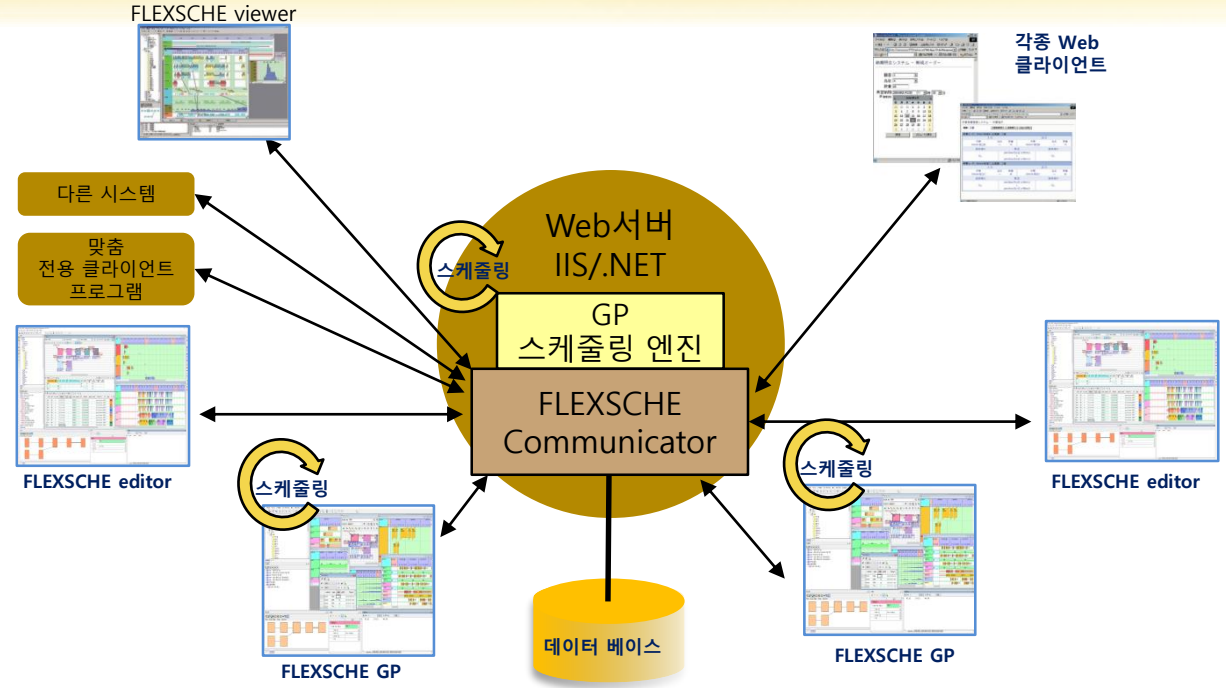 FLEXSCHE viewer
각종 Web
클라이언트
다른 시스템
맞춤
전용 클라이언트
프로그램
Web서버
IIS/.NET
스케줄링
GP
스케줄링 엔진
FLEXSCHE
Communicator
FLEXSCHE editor
스케줄링
FLEXSCHE GP
데이터 베이스
스케줄링
FLEXSCHE GP
FLEXSCHE editor